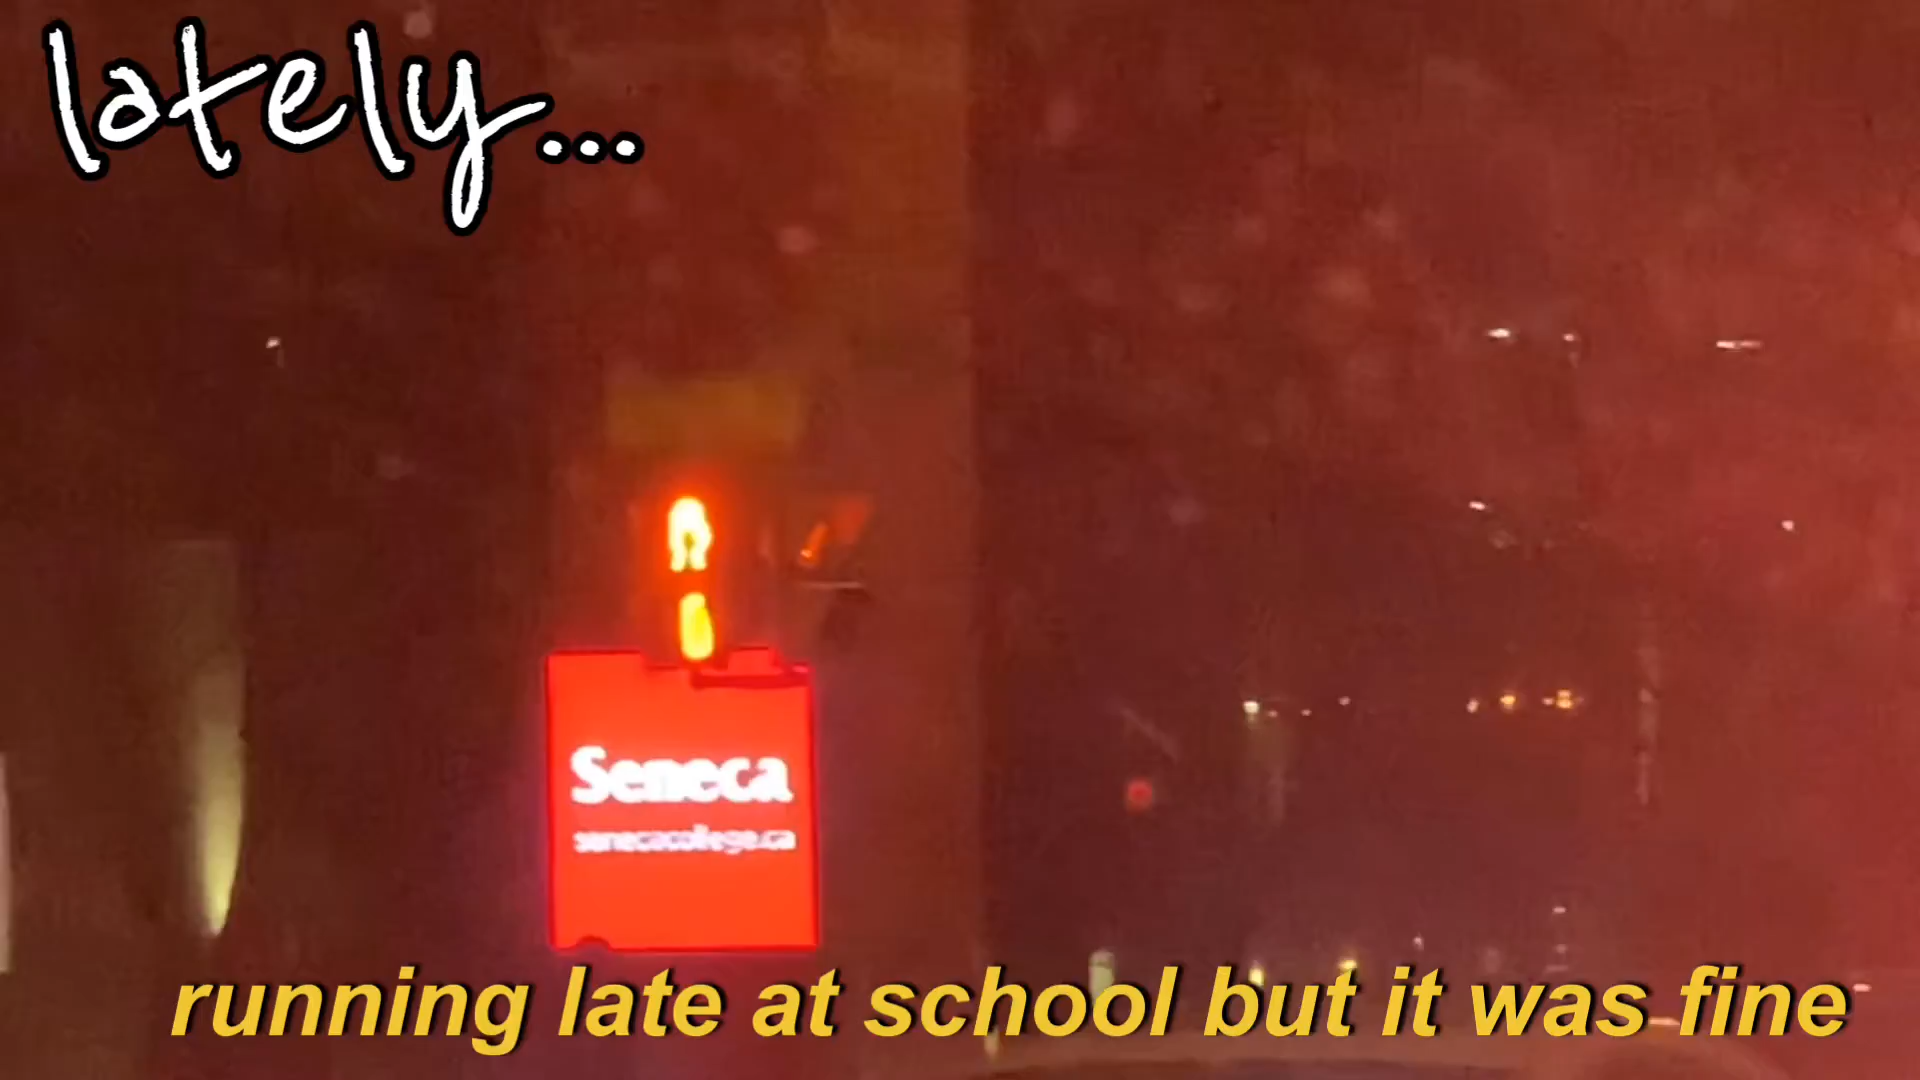 lately...
Seneca
senecacollege.ca
running late at school but it was fine